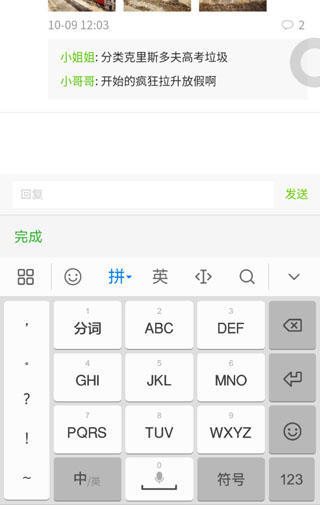 10-09 12:03
2
小姐姐: 分类克里斯多夫高考垃圾
小哥哥: 开始的疯狂拉升放假啊
回复
发送
完成
拼 英
, 1 分词 2 ABC 3 DEF
。 4 GHI 5 JKL 6 MNO
? 7 PQRS 8 TUV 9 WXYZ
!
~ 中/英 0 符号 123